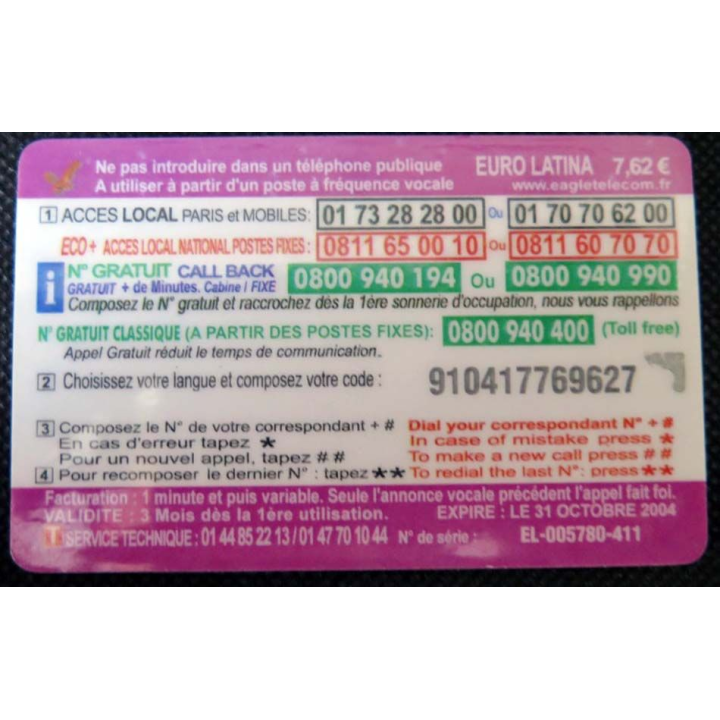 Ne pas introduire dans un téléphone publique EURO LATINA 7,62 €
A utiliser à partir d'un poste à fréquence vocale www.eagletelecom.fr
1 ACCES LOCAL PARIS et MOBILES: 01 73 28 28 00 Ou 01 70 70 62 00
ECO+ ACCES LOCAL NATIONAL POSTES FIXES : 0811 65 00 10 Ou 0811 60 70 70
i N° GRATUIT CALL BACK 0800 940 194 Ou 0800 940 990
GRATUIT + de Minutes. Cabine / FIXE
Composez le N° gratuit et raccrochez dès la 1ère sonnerie d'occupation, nous vous rappellons
N° GRATUIT CLASSIQUE (A PARTIR DES POSTES FIXES): 0800 940 400 (Toll free)
Appel Gratuit réduit le temps de communication.
2 Choisissez votre langue et composez votre code : 910417769627
3 Composez le N° de votre correspondant + # Dial your correspondant N° + #
En cas d'erreur tapez * In case of mistake press *
Pour un nouvel appel, tapez # # To make a new call press # #
4 Pour recomposer le dernier N° : tapez ** To redial the last N°: press **
Facturation : 1 minute et puis variable. Seule l'annonce vocale précédent l'appel fait foi.
VALIDITE : 3 Mois dès la 1ère utilisation. EXPIRE : LE 31 OCTOBRE 2004
SERVICE TECHNIQUE : 01 44 85 22 13 / 01 47 70 10 44 N° de série : EL-005780-411